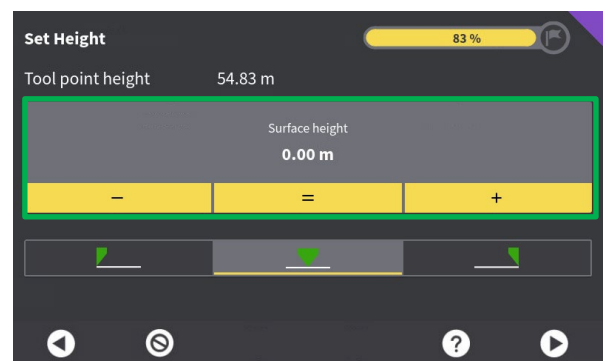 Set Height
83 %
Tool point height 54.83 m
Surface height
0.00 m
− = +
?